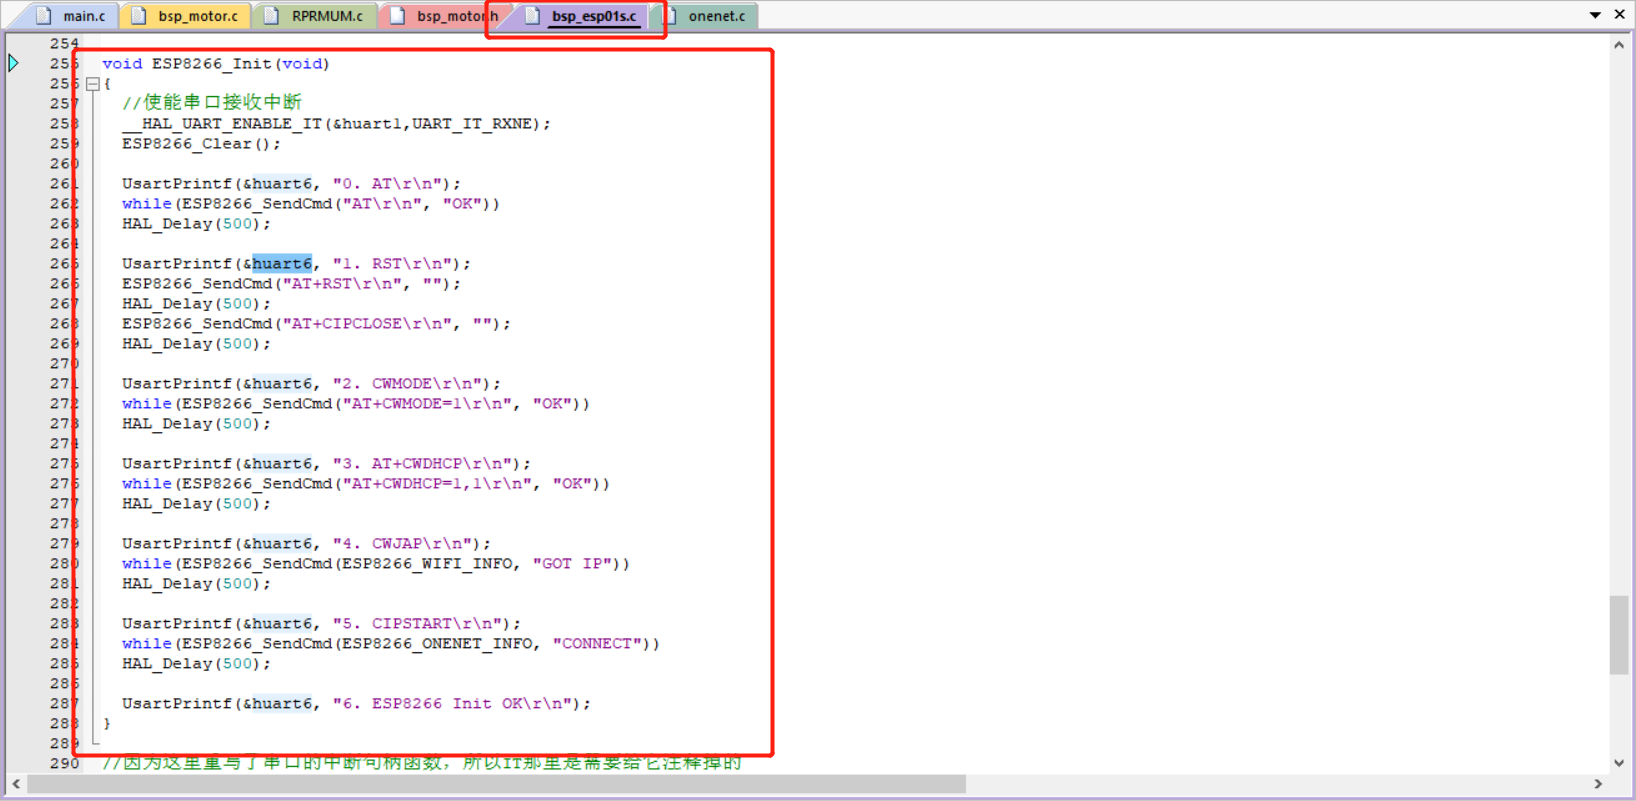 main.c bsp_motor.c RPRMUM.c bsp_motor.h bsp_esp01s.c onenet.c
254
255 void ESP8266_Init(void)
256 {
257 //使能串口接收中断
258 __HAL_UART_ENABLE_IT(&huart1,UART_IT_RXNE);
259 ESP8266_Clear();
260
261 UsartPrintf(&huart6, "0. AT\r\n");
262 while(ESP8266_SendCmd("AT\r\n", "OK"))
263 HAL_Delay(500);
264
265 UsartPrintf(&huart6, "1. RST\r\n");
266 ESP8266_SendCmd("AT+RST\r\n", "");
267 HAL_Delay(500);
268 ESP8266_SendCmd("AT+CIPCLOSE\r\n", "");
269 HAL_Delay(500);
270
271 UsartPrintf(&huart6, "2. CWMODE\r\n");
272 while(ESP8266_SendCmd("AT+CWMODE=1\r\n", "OK"))
273 HAL_Delay(500);
274
275 UsartPrintf(&huart6, "3. AT+CWDHCP\r\n");
276 while(ESP8266_SendCmd("AT+CWDHCP=1,1\r\n", "OK"))
277 HAL_Delay(500);
278
279 UsartPrintf(&huart6, "4. CWJAP\r\n");
280 while(ESP8266_SendCmd(ESP8266_WIFI_INFO, "GOT IP"))
281 HAL_Delay(500);
282
283 UsartPrintf(&huart6, "5. CIPSTART\r\n");
284 while(ESP8266_SendCmd(ESP8266_ONENET_INFO, "CONNECT"))
285 HAL_Delay(500);
286
287 UsartPrintf(&huart6, "6. ESP8266 Init OK\r\n");
288 }
289
290 //因为这里重写了串口的中断句柄函数，所以IT那里是需要给它注释掉的